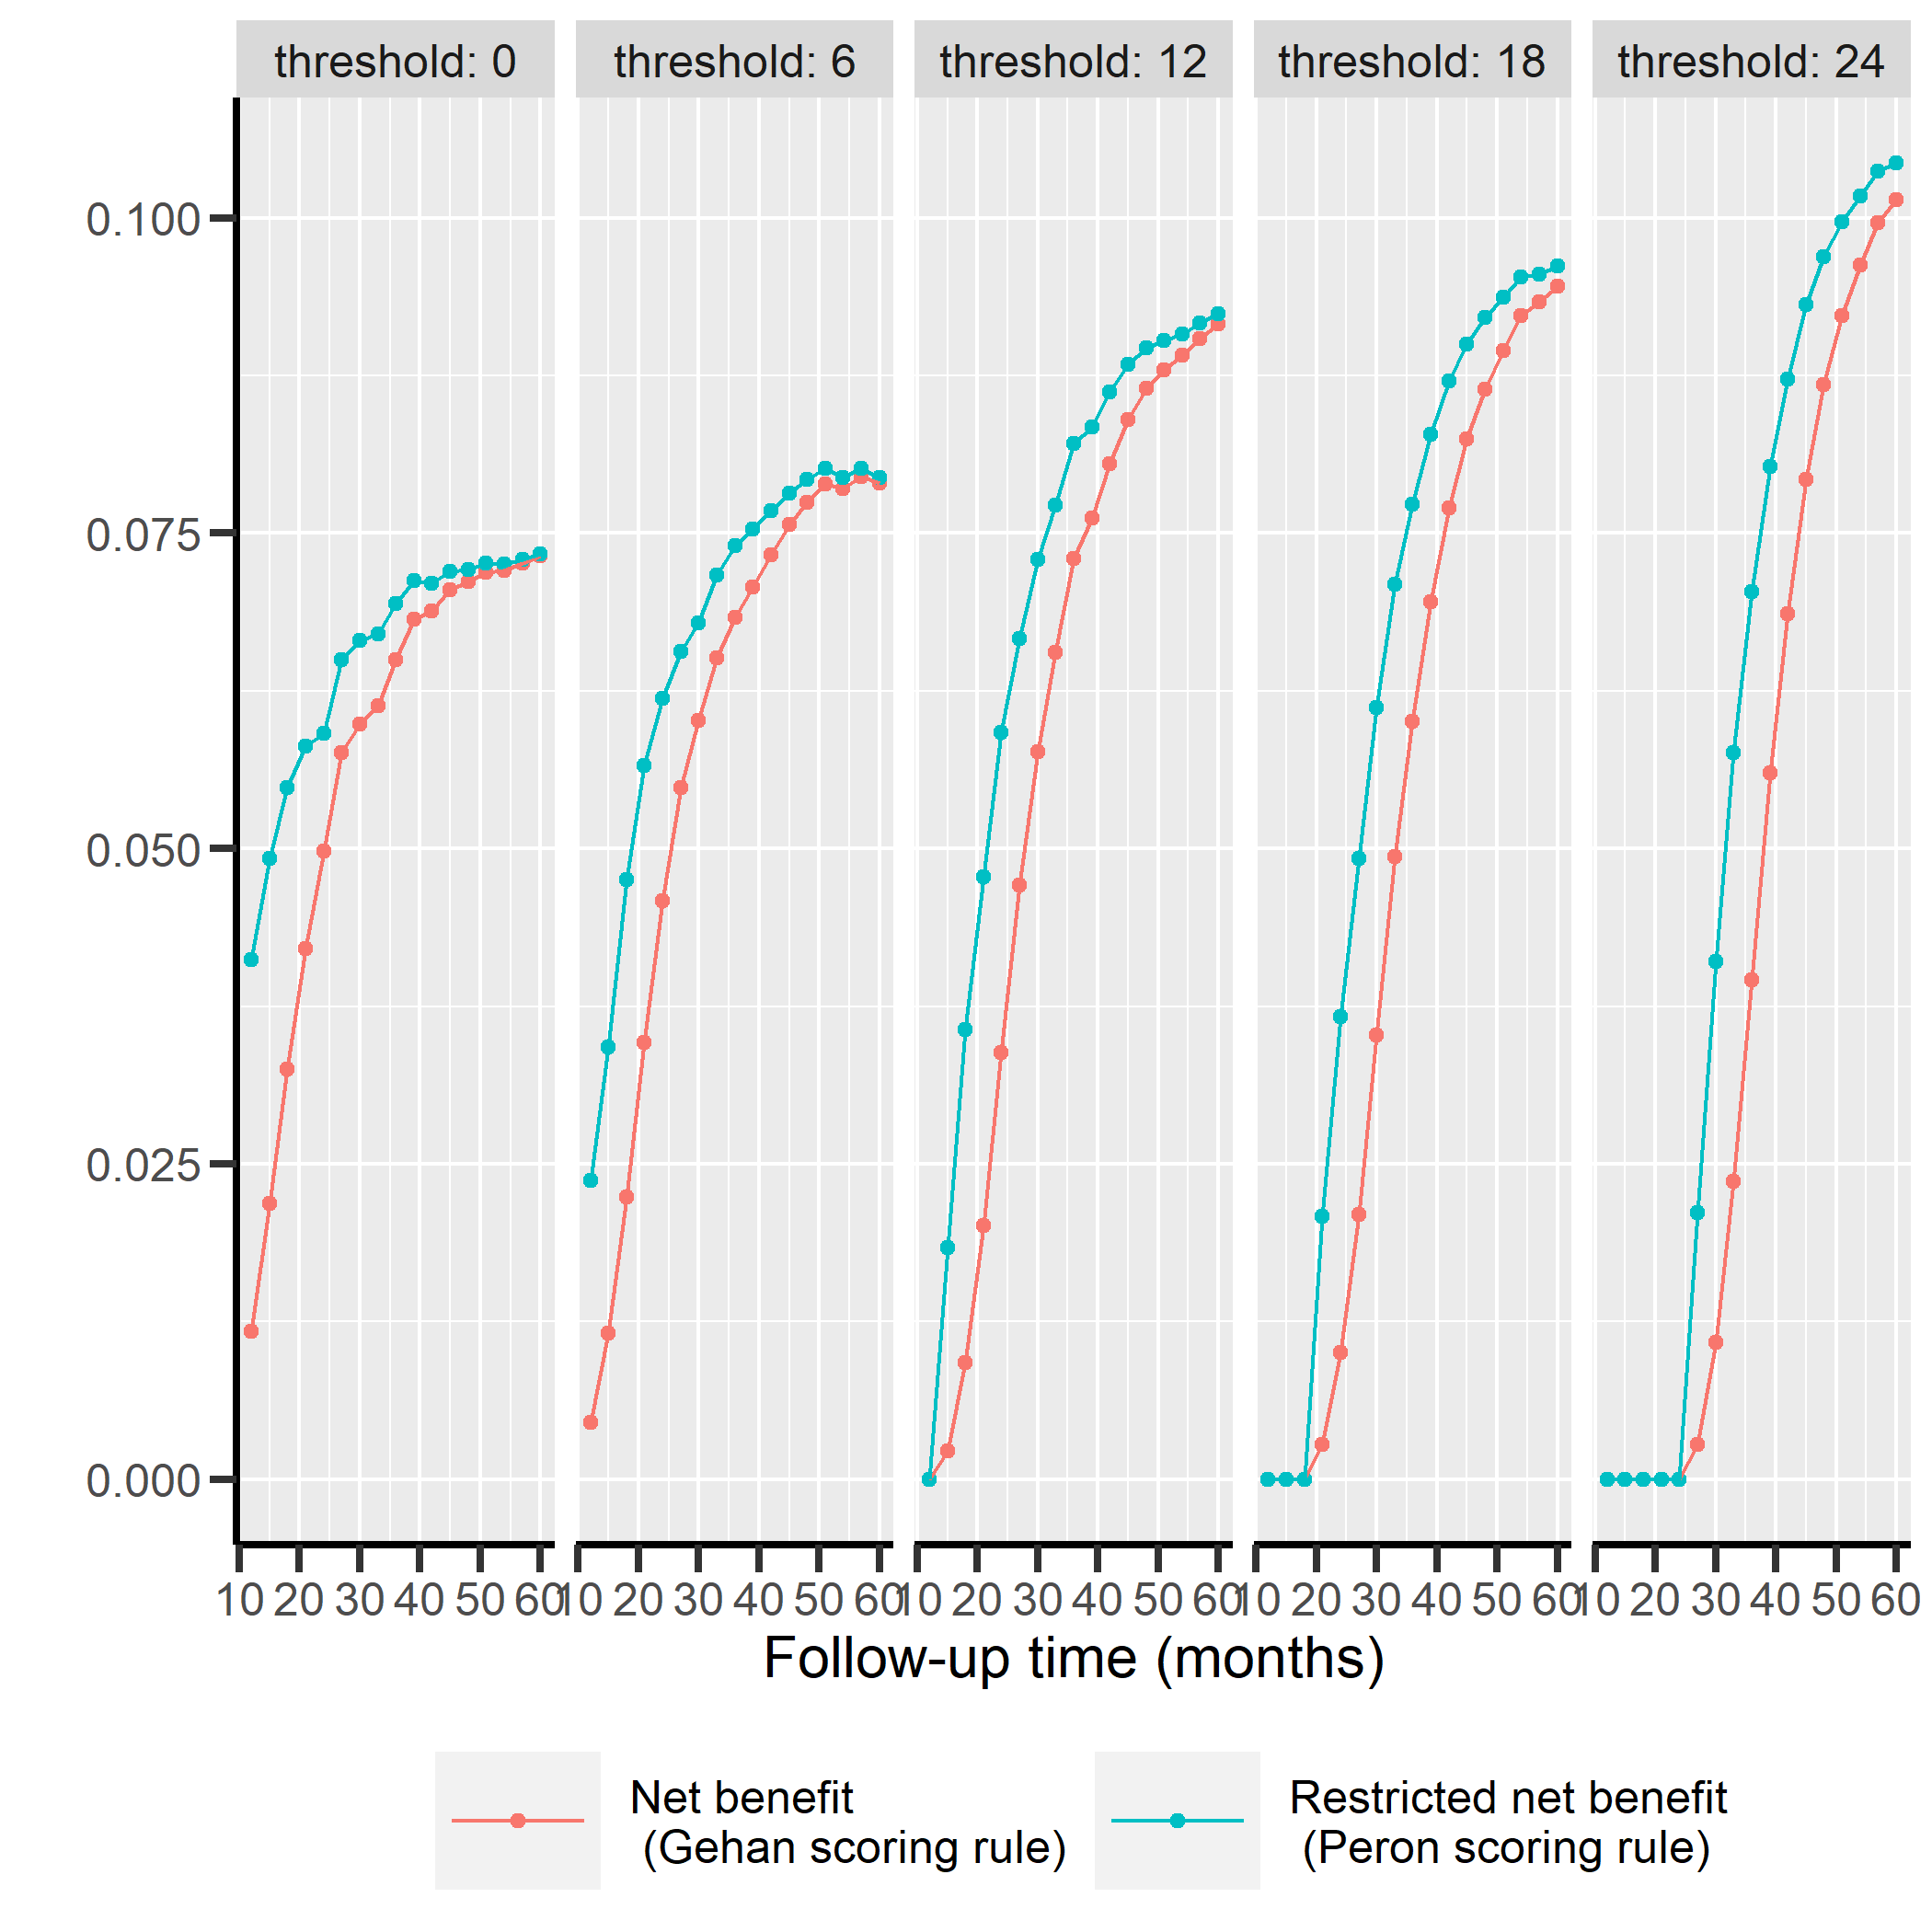 threshold: 0 threshold: 6 threshold: 12 threshold: 18 threshold: 24
0.100
0.075
0.050
0.025
0.000
10 20 30 40 50 60 10 20 30 40 50 60 10 20 30 40 50 60 10 20 30 40 50 60 10 20 30 40 50 60
Follow-up time (months)
Net benefit
(Gehan scoring rule)
Restricted net benefit
(Peron scoring rule)